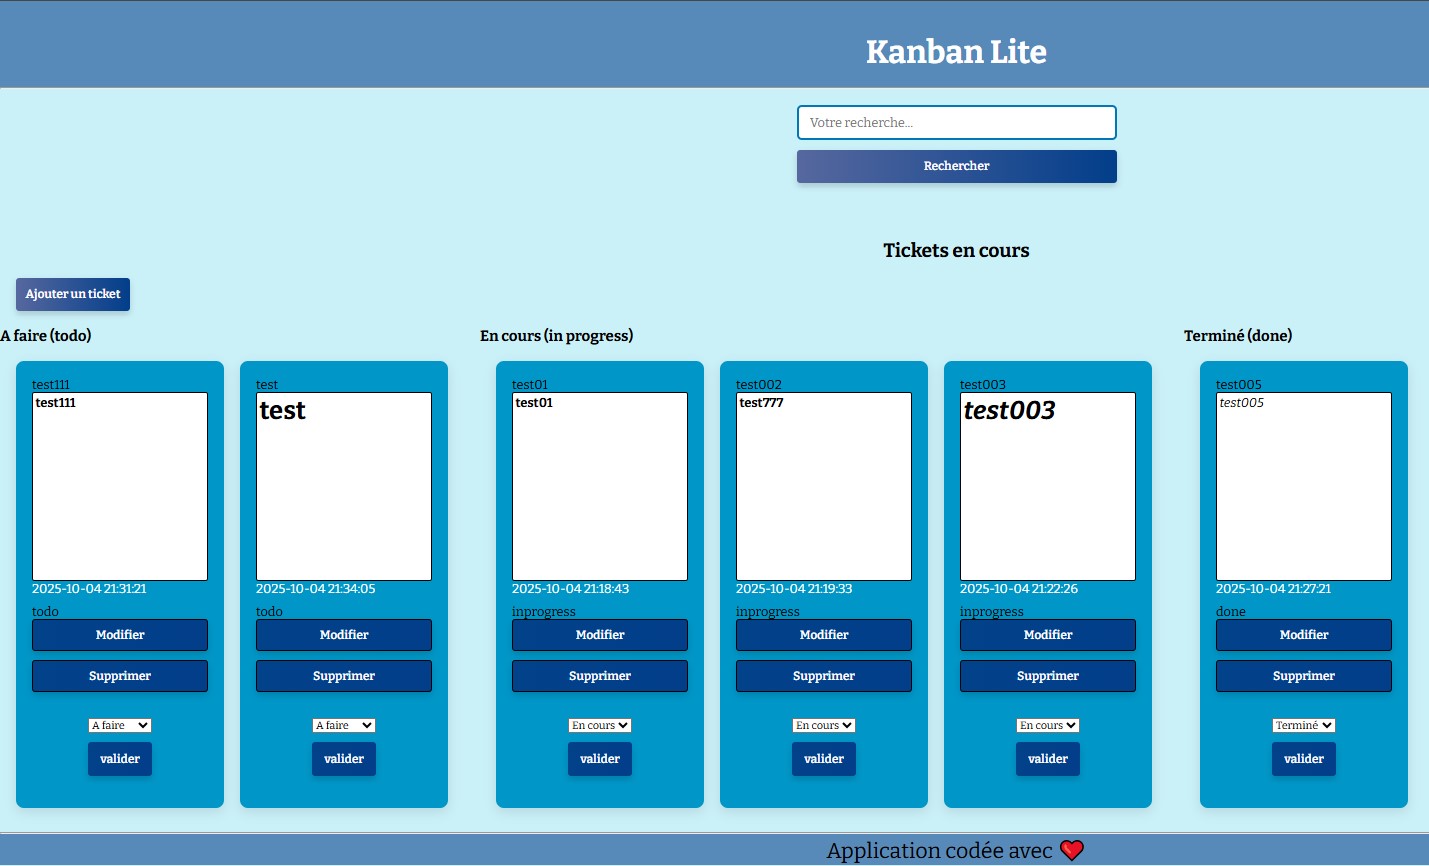 Kanban Lite
Votre recherche...
Rechercher
Tickets en cours
Ajouter un ticket
A faire (todo)
test111
test111
2025-10-04 21:31:21
todo
Modifier
Supprimer
A faire
valider
test
test
2025-10-04 21:34:05
todo
Modifier
Supprimer
A faire
valider
En cours (in progress)
test01
test01
2025-10-04 21:18:43
inprogress
Modifier
Supprimer
En cours
valider
test002
test777
2025-10-04 21:19:33
inprogress
Modifier
Supprimer
En cours
valider
test003
test003
2025-10-04 21:22:26
inprogress
Modifier
Supprimer
En cours
valider
Terminé (done)
test005
test005
2025-10-04 21:27:21
done
Modifier
Supprimer
Terminé
valider
Application codée avec ❤️